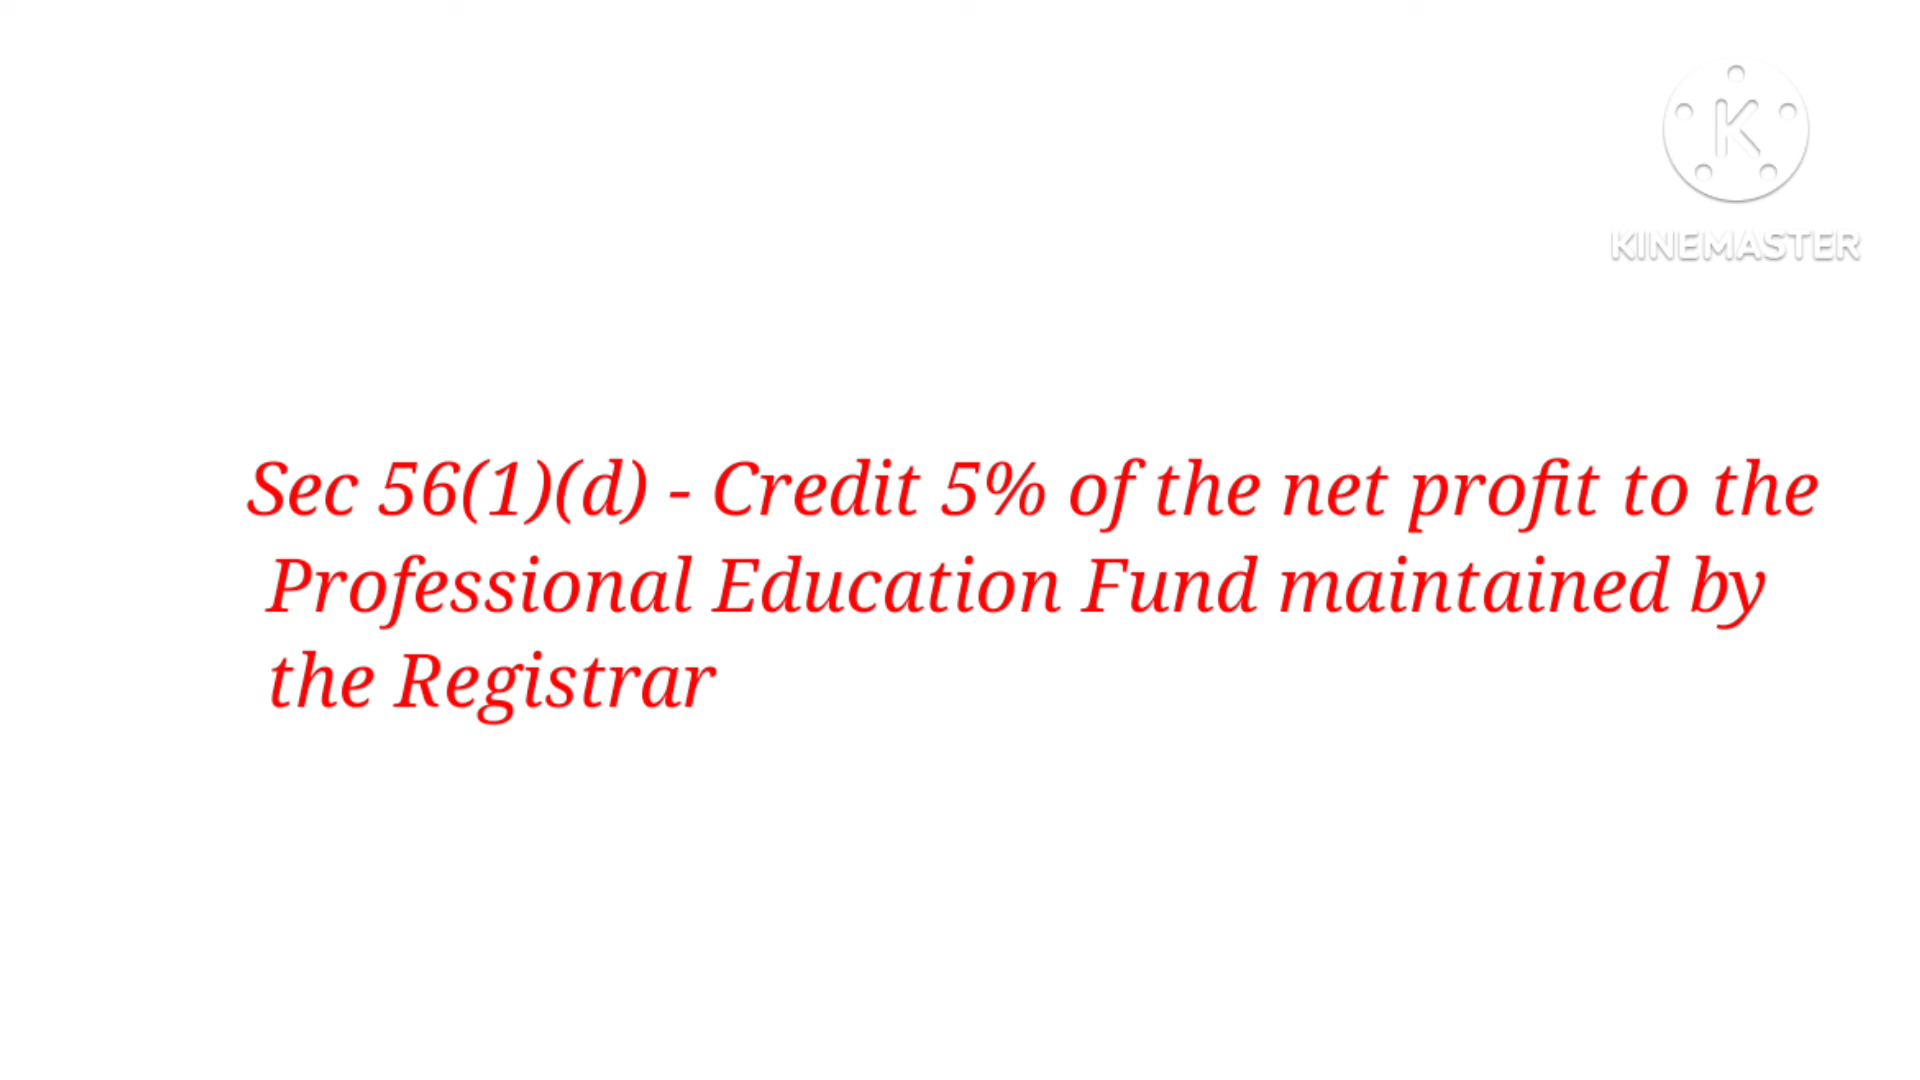 K
KINEMASTER
Sec 56(1)(d) - Credit 5% of the net profit to the
Professional Education Fund maintained by
the Registrar